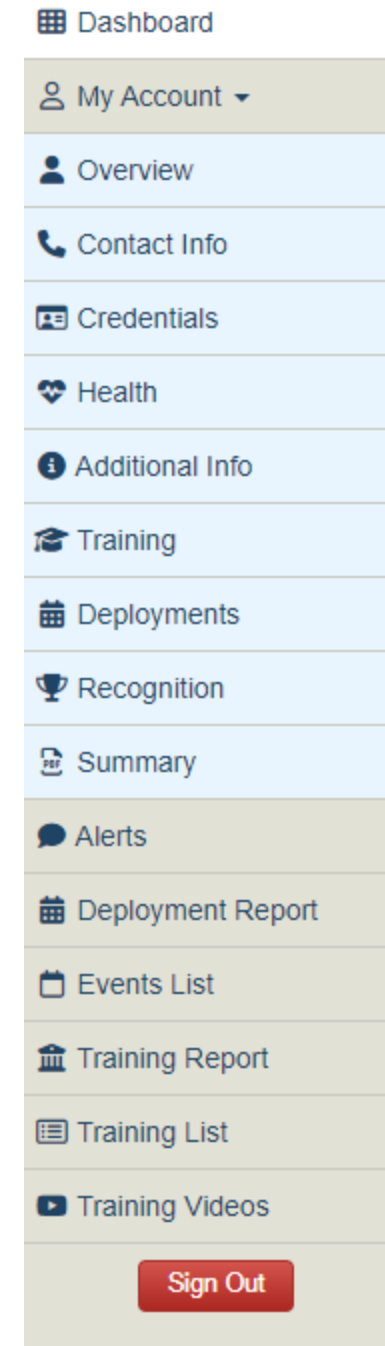 Dashboard
My Account
Overview
Contact Info
Credentials
Health
Additional Info
Training
Deployments
Recognition
PDF Summary
Alerts
Deployment Report
Events List
Training Report
Training List
Training Videos
Sign Out